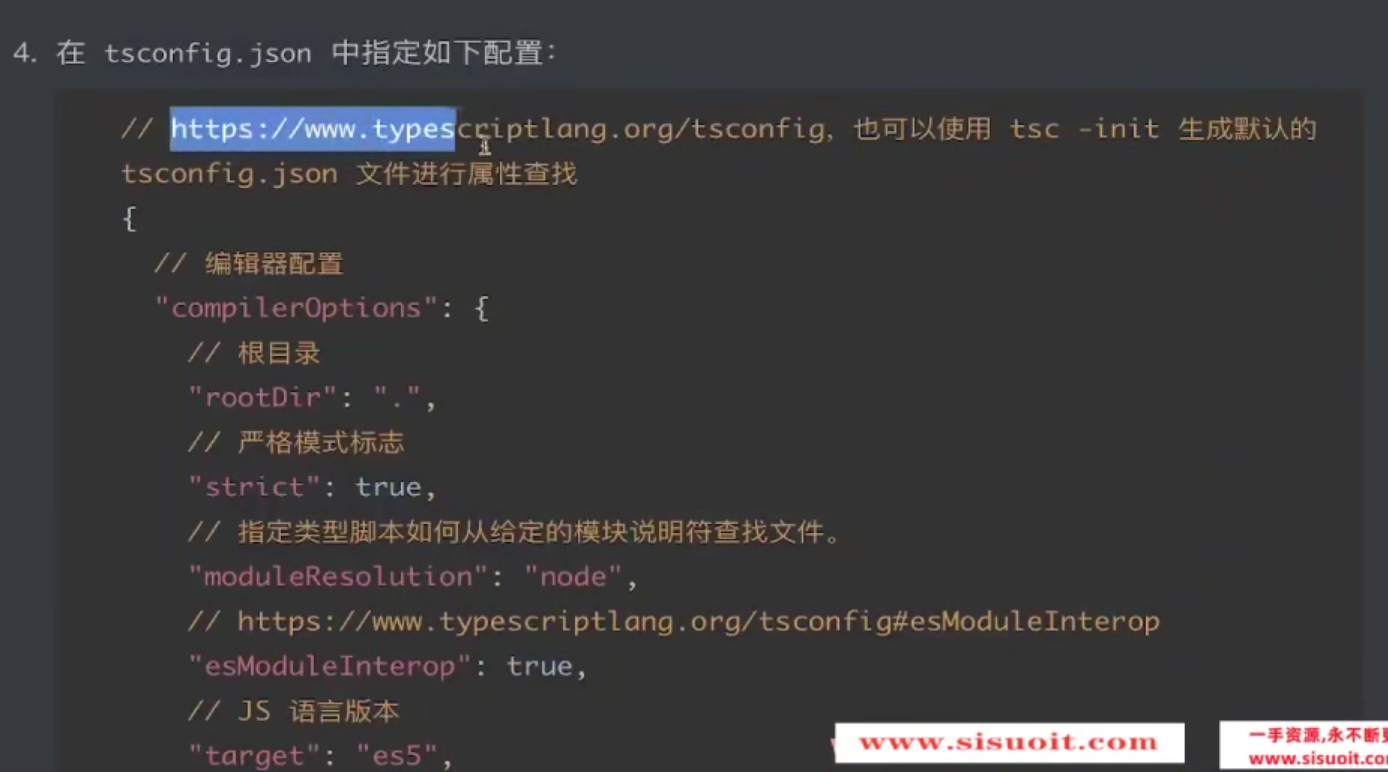 4. 在 tsconfig.json 中指定如下配置：
// https://www.typescriptlang.org/tsconfig，也可以使用 tsc -init 生成默认的
tsconfig.json 文件进行属性查找
{
// 编辑器配置
"compilerOptions": {
// 根目录
"rootDir": ".",
// 严格模式标志
"strict": true,
// 指定类型脚本如何从给定的模块说明符查找文件。
"moduleResolution": "node",
// https://www.typescriptlang.org/tsconfig#esModuleInterop
"esModuleInterop": true,
// JS 语言版本
"target": "es5",
www.sisuoit.com
一手资源,永不断
www.sisuoit.co